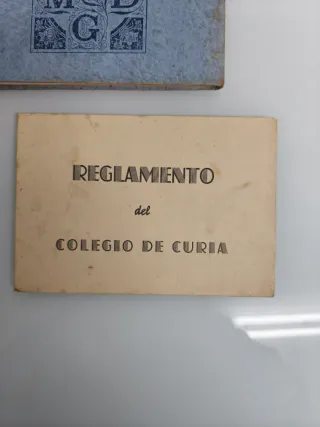 M D
G
REGLAMENTO
del
COLEGIO DE CURIA